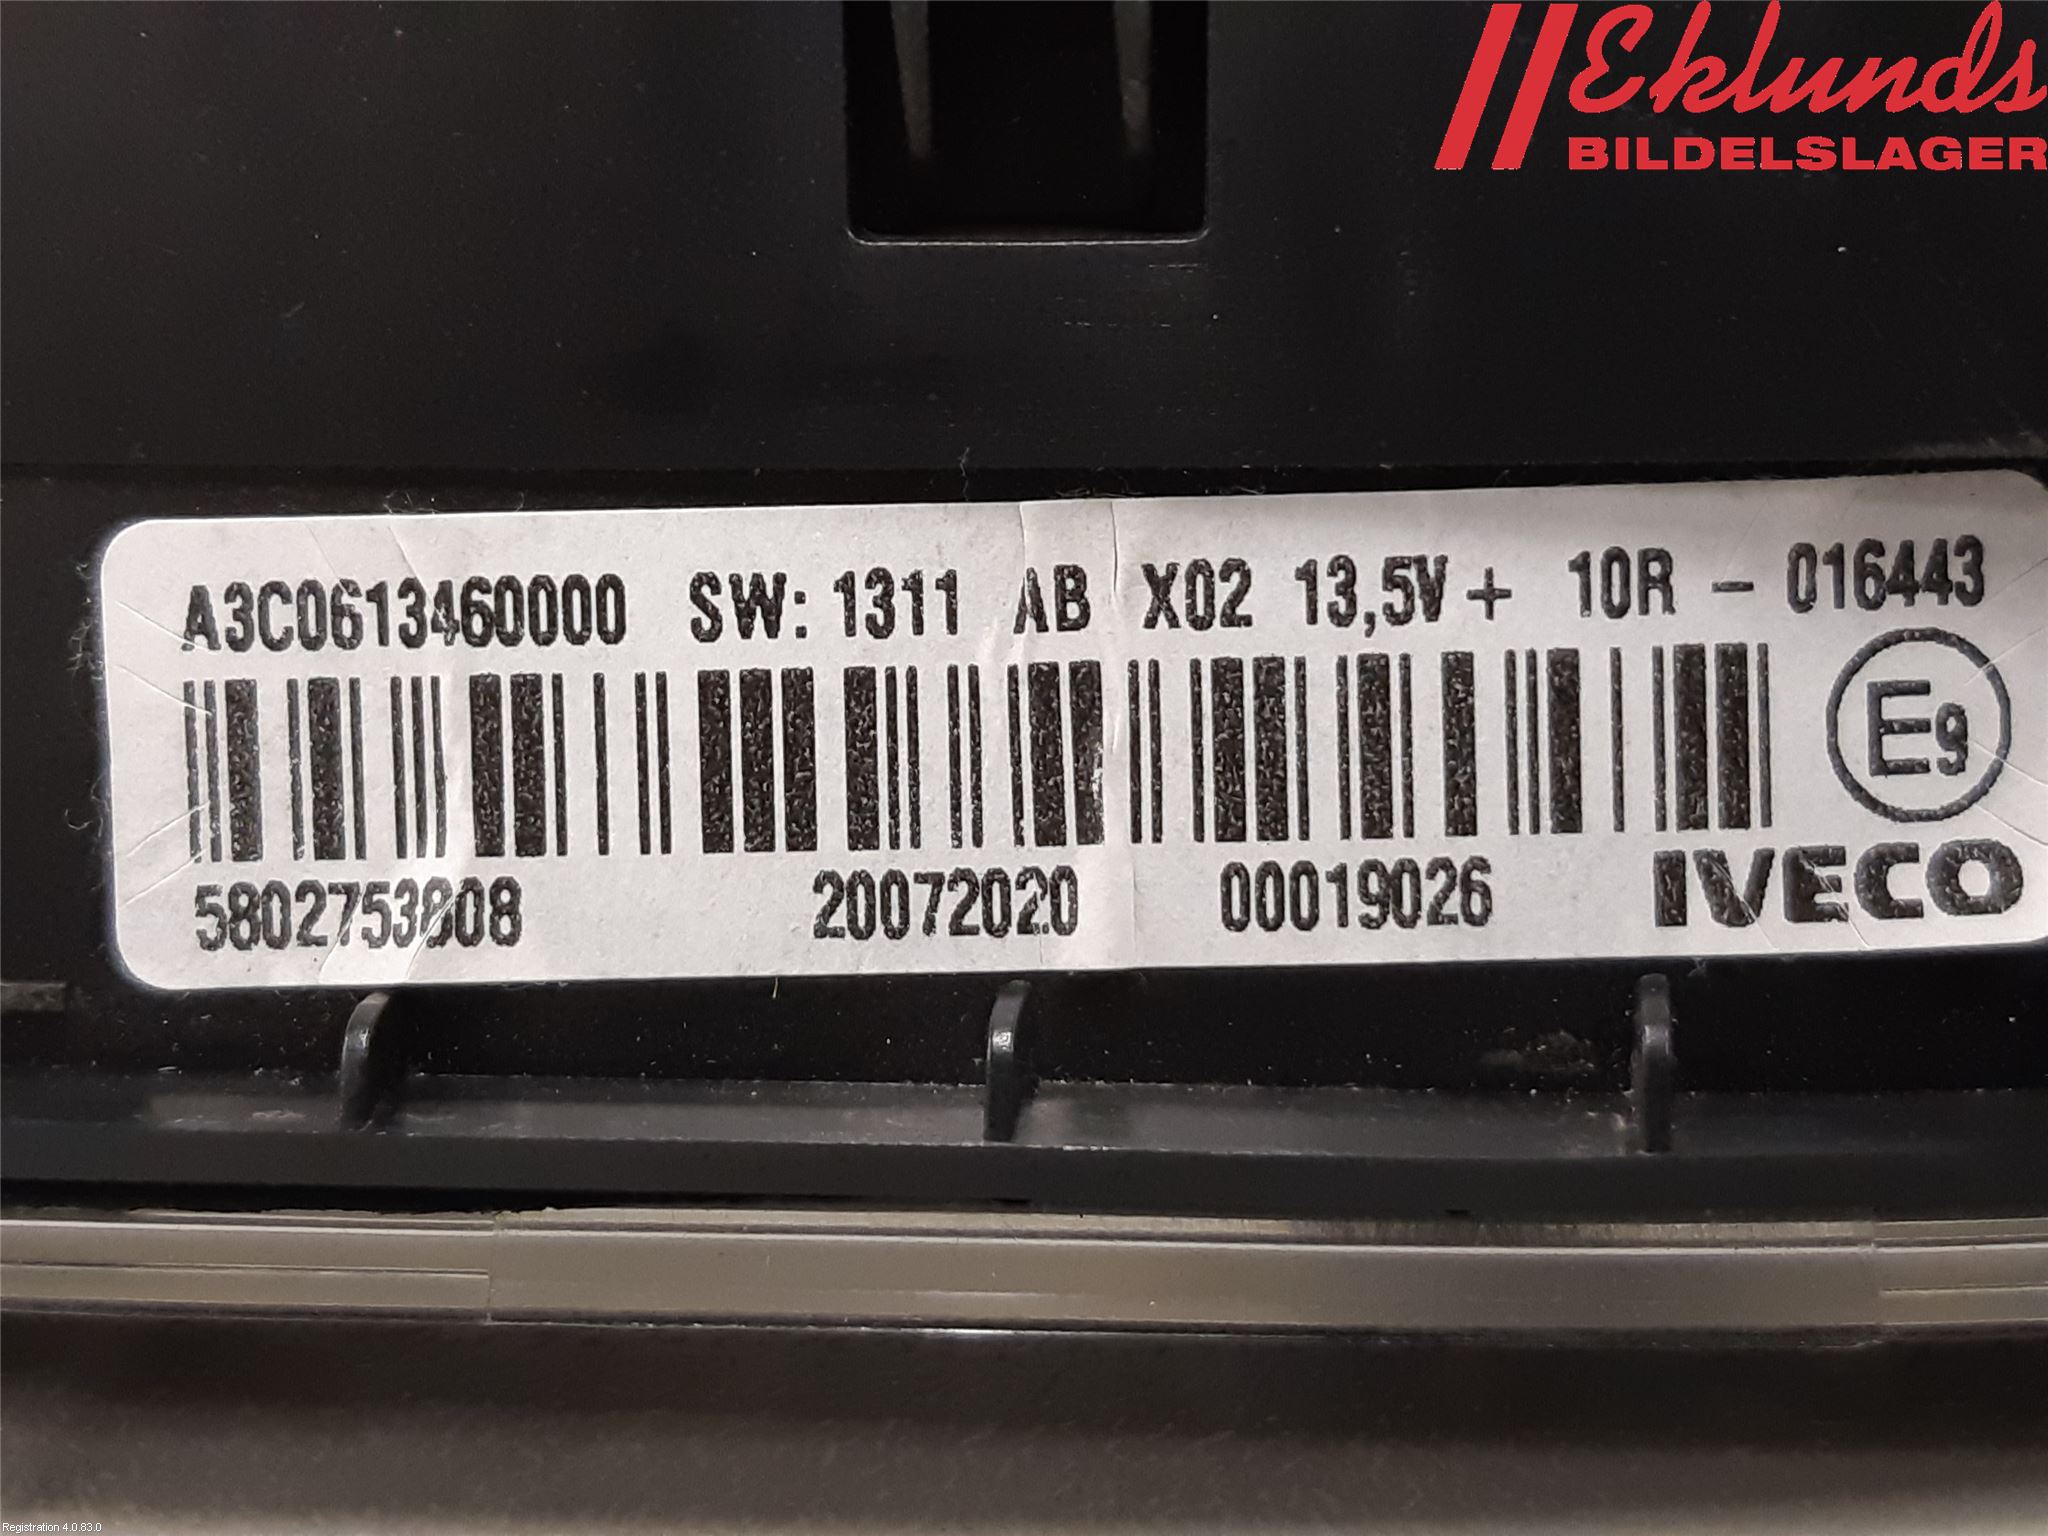 Eklunds
BILDELSLAGER
A3C0613460000 SW: 1311 AB X02 13,5V + 10R - 016443
E9
5802753808 20072020 00019026 IVECO
Registration 4.0.83.0